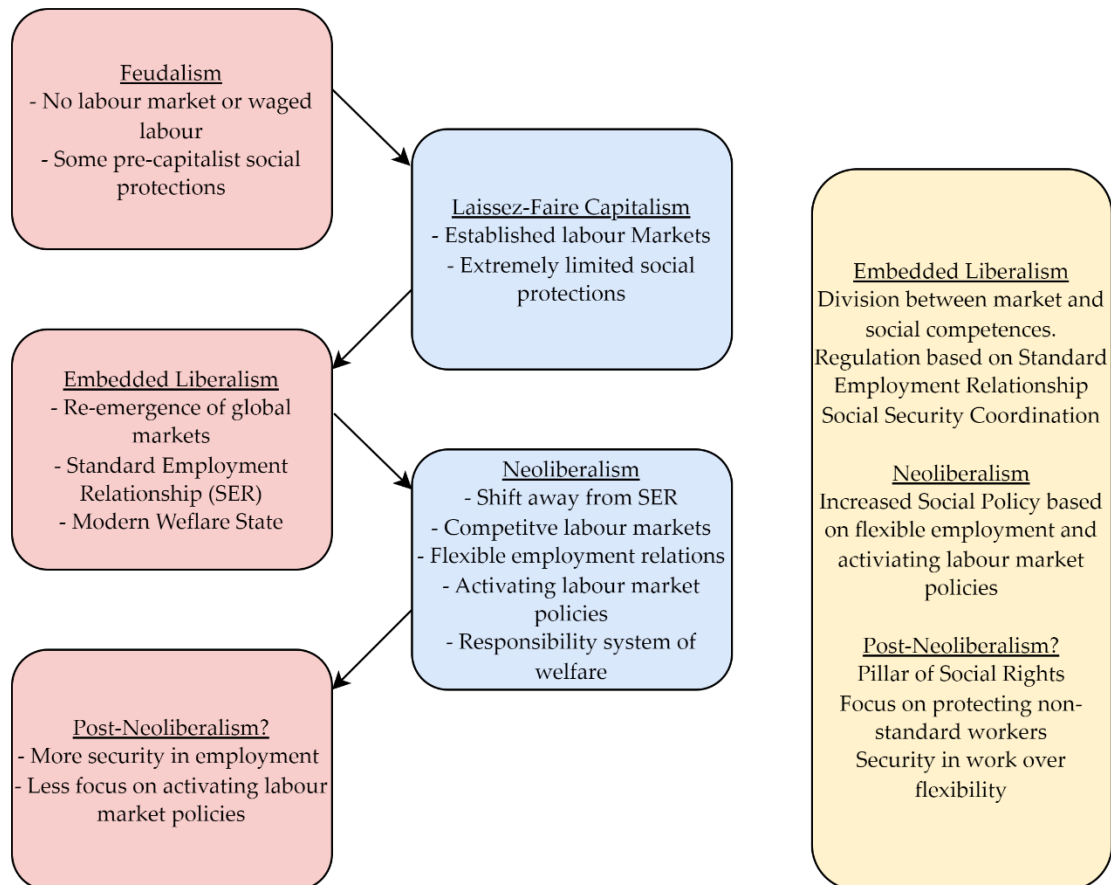 Feudalism
- No labour market or waged
labour
- Some pre-capitalist social
protections
Laissez-Faire Capitalism
- Established labour Markets
- Extremely limited social
protections
Embedded Liberalism
- Re-emergence of global
markets
- Standard Employment
Relationship (SER)
- Modern Weflare State
Neoliberalism
- Shift away from SER
- Competitve labour markets
- Flexible employment relations
- Activating labour market
policies
- Responsibility system of
welfare
Post-Neoliberalism?
- More security in employment
- Less focus on activating labour
market policies
Embedded Liberalism
Division between market and
social competences.
Regulation based on Standard
Employment Relationship
Social Security Coordination
Neoliberalism
Increased Social Policy based
on flexible employment and
activiating labour market
policies
Post-Neoliberalism?
Pillar of Social Rights
Focus on protecting non-
standard workers
Security in work over
flexibility